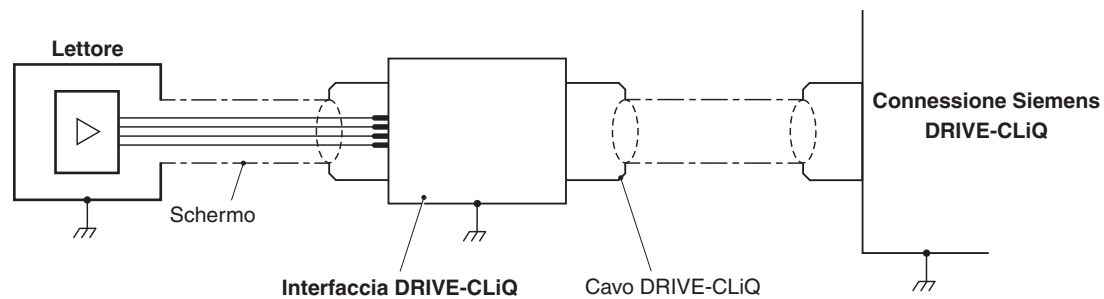 Lettore
Connessione Siemens
DRIVE-CLiQ
Schermo
Interfaccia DRIVE-CLiQ
Cavo DRIVE-CLiQ